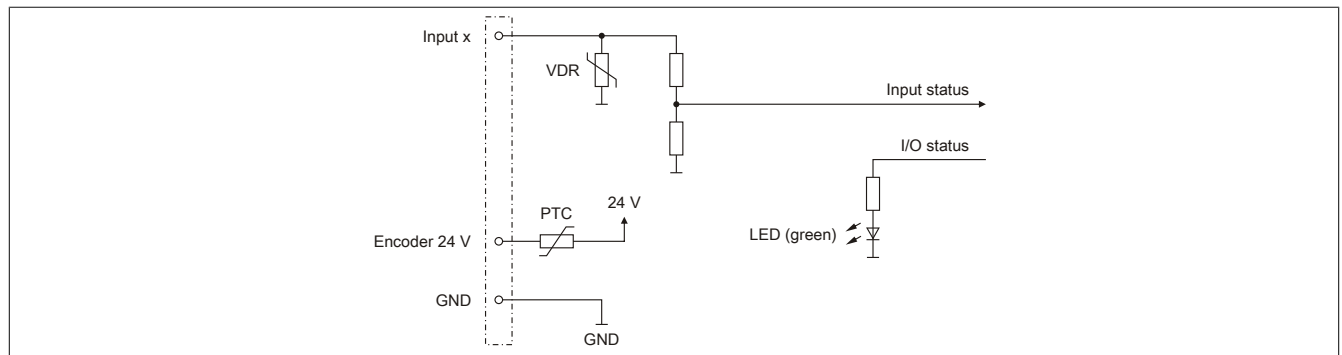 Input x
VDR
Input status
I/O status
24 V
PTC
LED (green)
Encoder 24 V
GND
GND